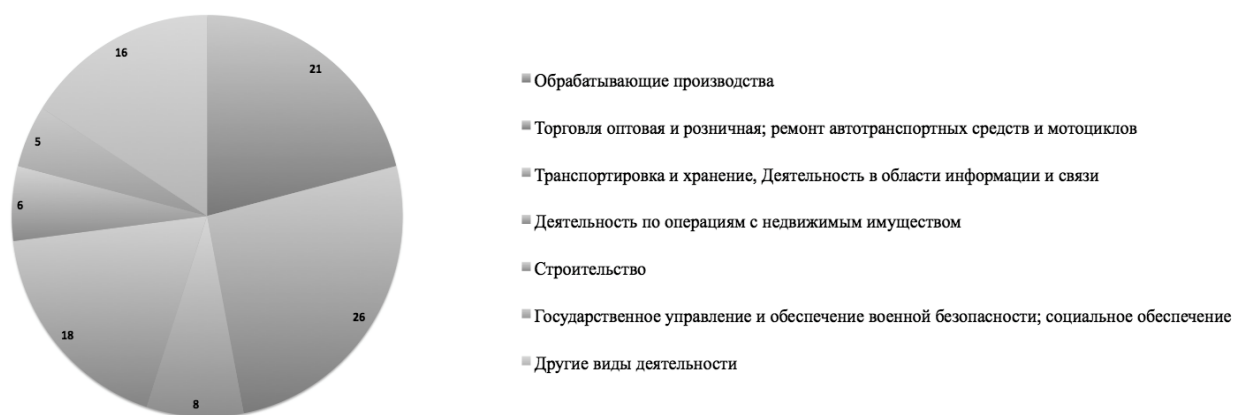 16
21
5
6
18
26
8
Обрабатывающие производства
Торговля оптовая и розничная; ремонт автотранспортных средств и мотоциклов
Транспортировка и хранение, Деятельность в области информации и связи
Деятельность по операциям с недвижимым имуществом
Строительство
Государственное управление и обеспечение военной безопасности; социальное обеспечение
Другие виды деятельности